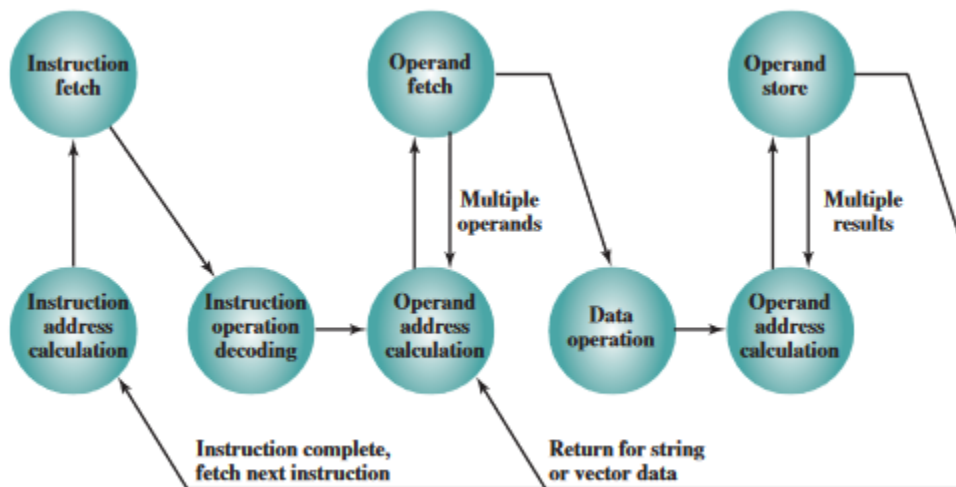 Instruction
fetch
Operand
fetch
Operand
store
Multiple
operands
Multiple
results
Instruction
address
calculation
Instruction
operation
decoding
Operand
address
calculation
Data
operation
Operand
address
calculation
Instruction complete,
fetch next instruction
Return for string
or vector data